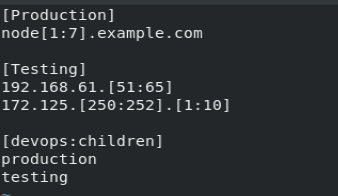 [Production]
node[1:7].example.com
[Testing]
192.168.61.[51:65]
172.125.[250:252].[1:10]
[devops:children]
production
testing
~